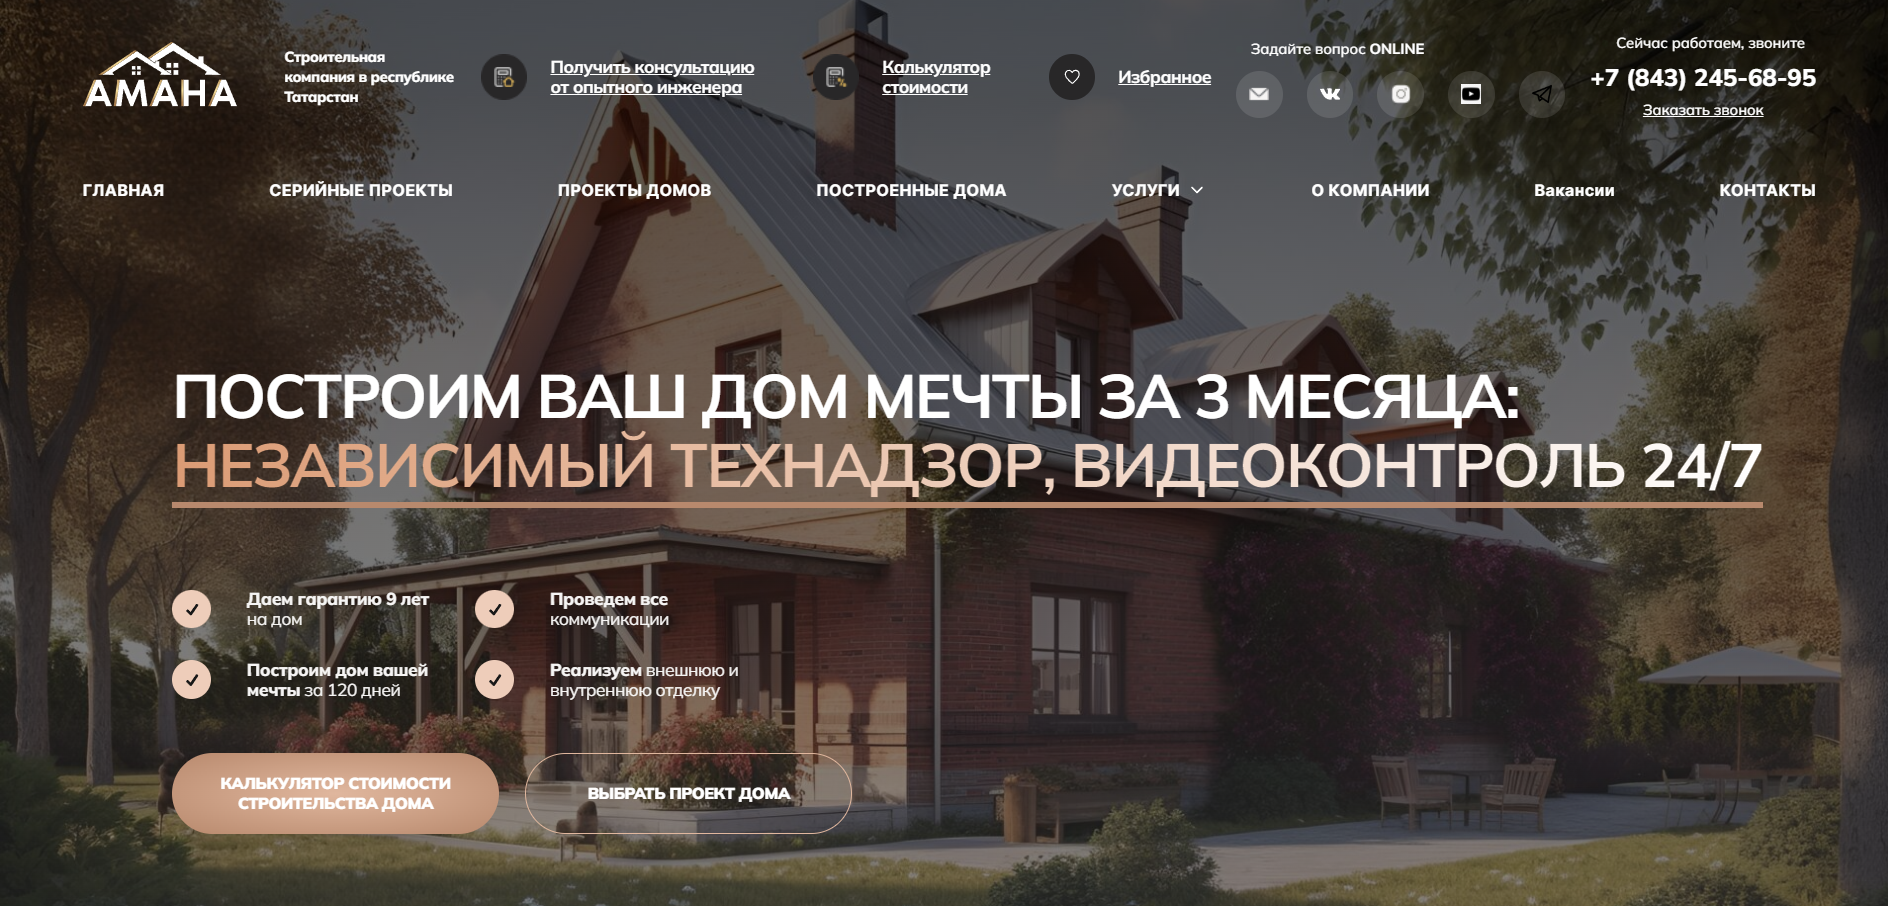 АМАНА
Строительная
компания в республике
Татарстан
Получить консультацию
от опытного инженера
Калькулятор
стоимости
Избранное
Задайте вопрос ONLINE
Сейчас работаем, звоните
+7 (843) 245-68-95
Заказать звонок
ГЛАВНАЯ
СЕРИЙНЫЕ ПРОЕКТЫ
ПРОЕКТЫ ДОМОВ
ПОСТРОЕННЫЕ ДОМА
УСЛУГИ
О КОМПАНИИ
Вакансии
КОНТАКТЫ
ПОСТРОИМ ВАШ ДОМ МЕЧТЫ ЗА 3 МЕСЯЦА:
НЕЗАВИСИМЫЙ ТЕХНАДЗОР, ВИДЕОКОНТРОЛЬ 24/7
Даем гарантию 9 лет
на дом
Проведем все
коммуникации
Построим дом вашей
мечты за 120 дней
Реализуем внешнюю и
внутреннюю отделку
КАЛЬКУЛЯТОР СТОИМОСТИ
СТРОИТЕЛЬСТВА ДОМА
ВЫБРАТЬ ПРОЕКТ ДОМА